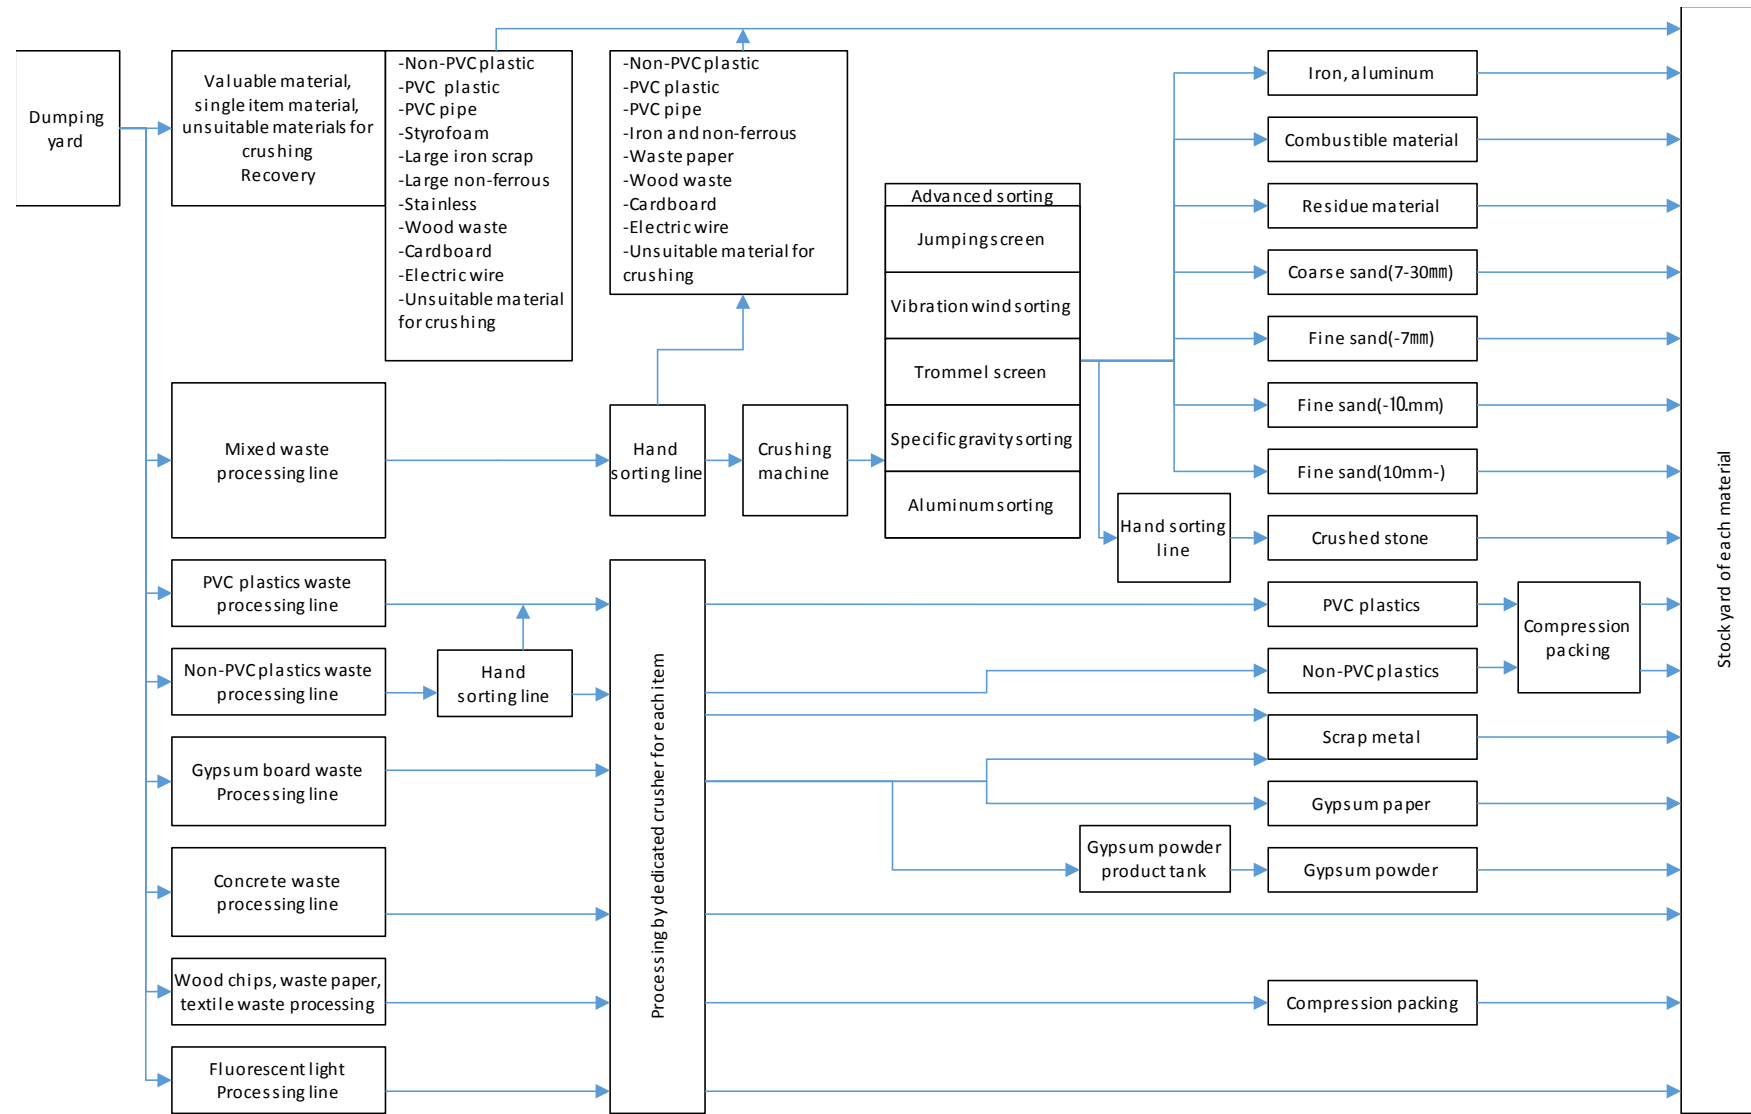 Dumping
yard
Valuable material,
single item material,
unsuitable materials for
crushing
Recovery
-Non-PVC plastic
-PVC plastic
-PVC pipe
-Styrofoam
-Large iron scrap
-Large non-ferrous
-Stainless
-Wood waste
-Cardboard
-Electric wire
-Unsuitable material
for crushing
-Non-PVC plastic
-PVC plastic
-PVC pipe
-Iron and non-ferrous
-Waste paper
-Wood waste
-Cardboard
-Electric wire
-Unsuitable material for
crushing
Mixed waste
processing line
Hand
sorting line
Crushing
machine
Advanced sorting
Jumping screen
Vibration wind sorting
Trommel screen
Specific gravity sorting
Aluminum sorting
Iron, aluminum
Combustible material
Residue material
Coarse sand(7-30㎜)
Fine sand(-7㎜)
Fine sand(-10.mm)
Fine sand(10mm-)
Hand sorting
line
Crushed stone
PVC plastics waste
processing line
Non-PVC plastics waste
processing line
Hand
sorting line
Gypsum board waste
Processing line
Concrete waste
processing line
Wood chips, waste paper,
textile waste processing
Fluorescent light
Processing line
Processing by dedicated crusher for each item
PVC plastics
Non-PVC plastics
Compression
packing
Scrap metal
Gypsum paper
Gypsum powder
product tank
Gypsum powder
Compression packing
Stockyard of each material